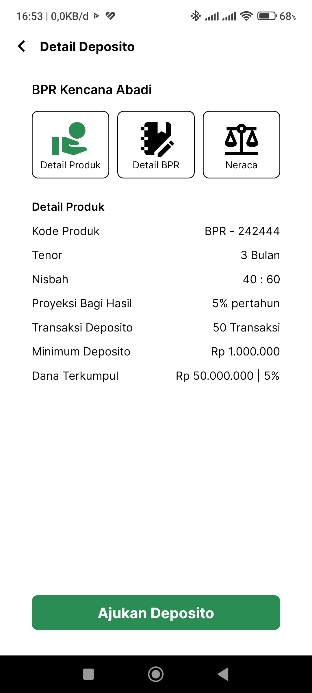 16:53 | 0,0KB/d
68%
Detail Deposito
BPR Kencana Abadi
Detail Produk
Detail BPR
Neraca
Detail Produk
Kode Produk BPR - 242444
Tenor 3 Bulan
Nisbah 40 : 60
Proyeksi Bagi Hasil 5% pertahun
Transaksi Deposito 50 Transaksi
Minimum Deposito Rp 1.000.000
Dana Terkumpul Rp 50.000.000 | 5%
Ajukan Deposito